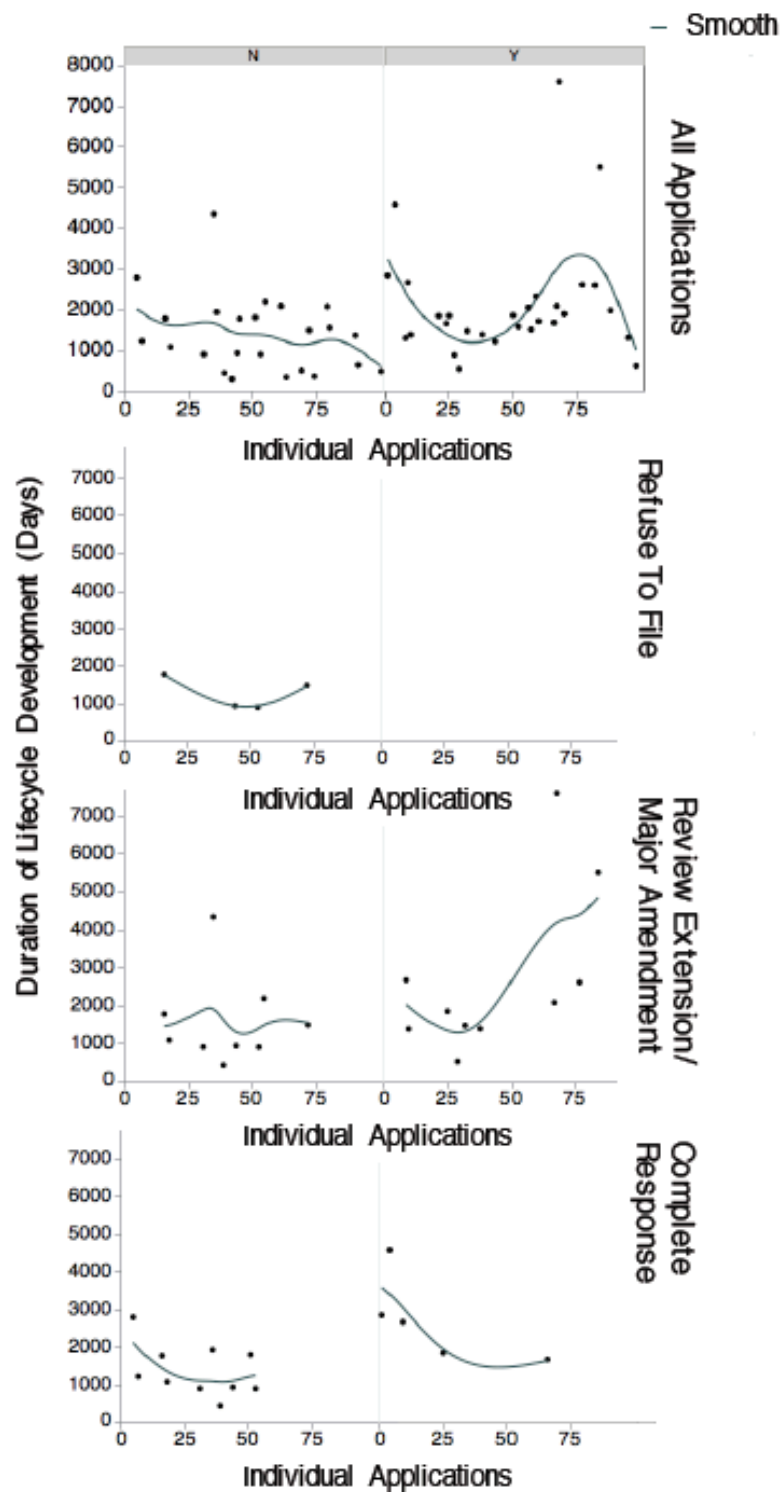 Smooth
N Y
8000
7000
6000
5000
4000
3000
2000
1000
0
0 25 50 75 0 25 50 75
Individual Applications
All Applications
7000
6000
5000
4000
3000
2000
1000
0
0 25 50 75 0 25 50 75
Individual Applications
Refuse To File
Duration of Lifecycle Development (Days)
7000
6000
5000
4000
3000
2000
1000
0
0 25 50 75 0 25 50 75
Individual Applications
Review Extension/
Major Amendment
7000
6000
5000
4000
3000
2000
1000
0
0 25 50 75 0 25 50 75
Individual Applications
Complete
Response